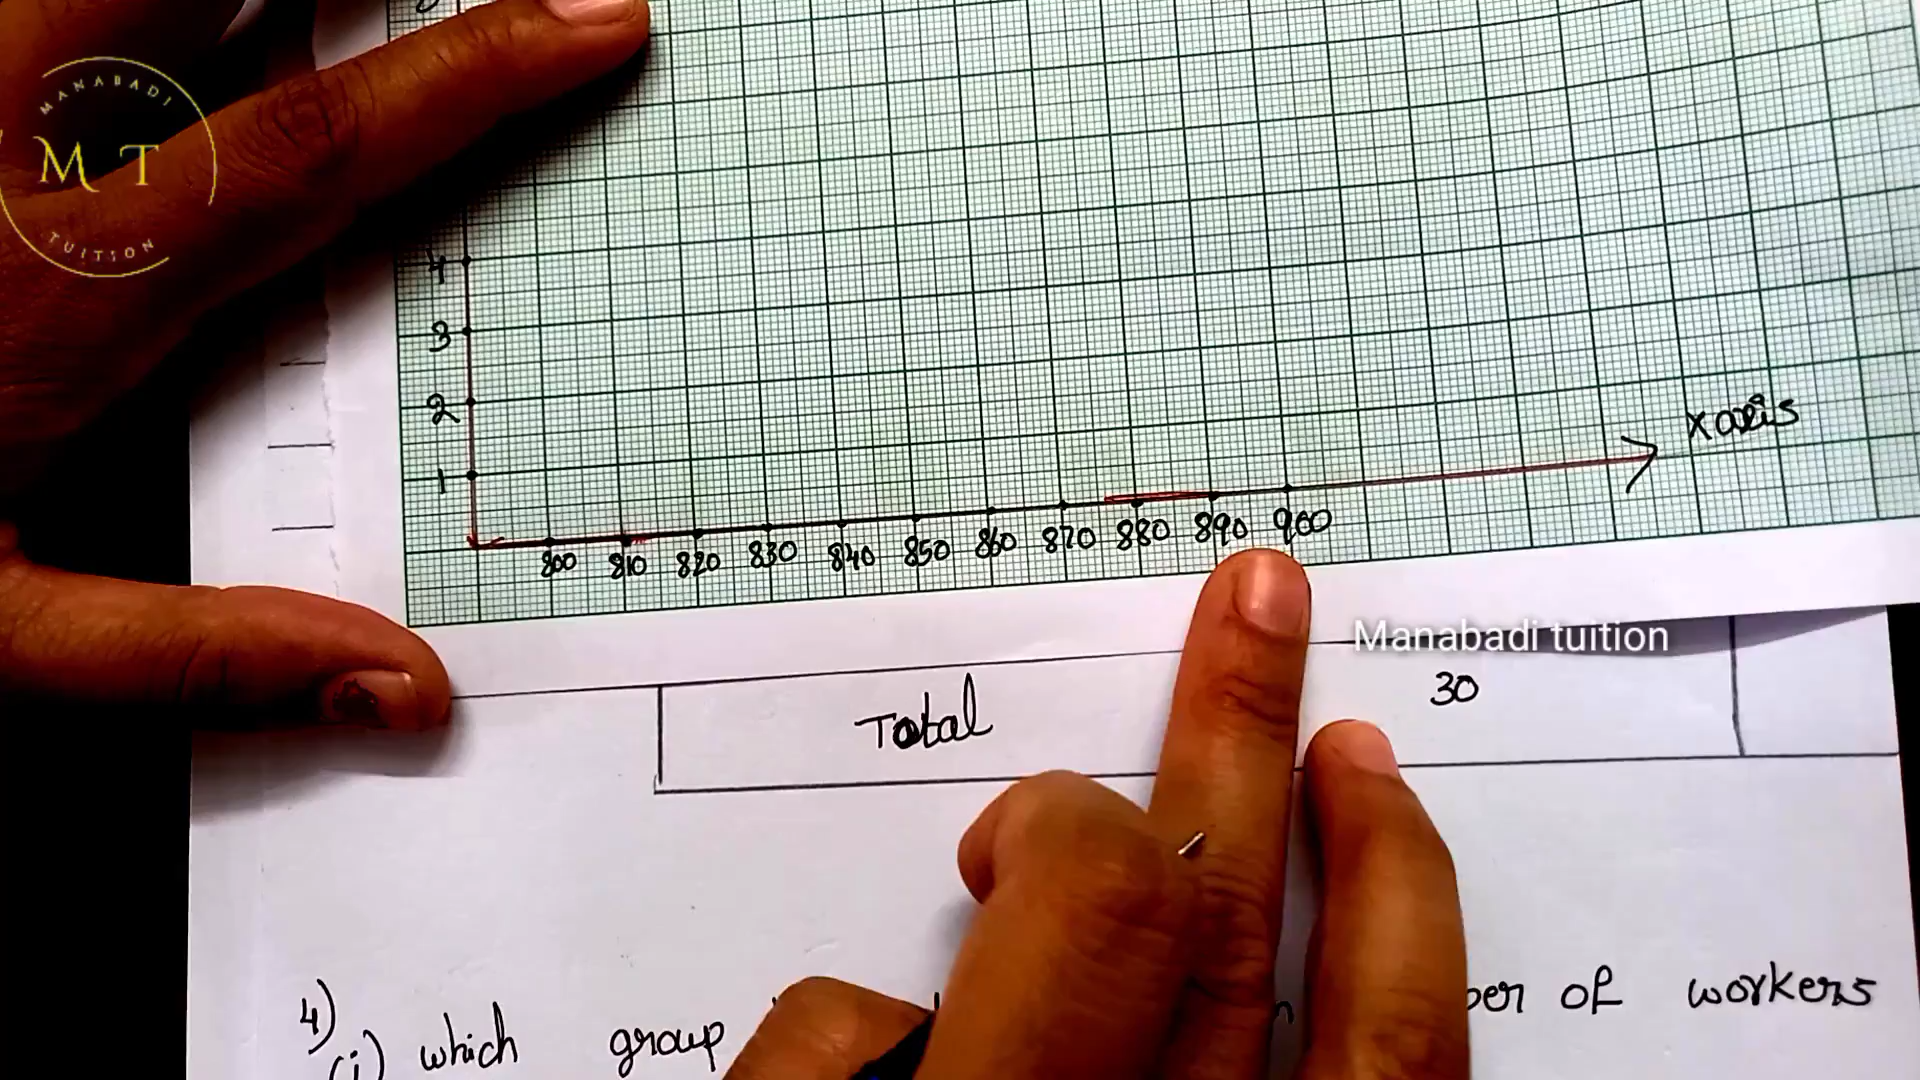 MANABADI
MT
TUITION
4
3
2
1
x axis
800 810 820 830 840 850 860 870 880 890 900
Manabadi tuition
Total 30
4)
(i) which group of workers